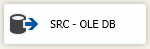 SRC - OLE DB